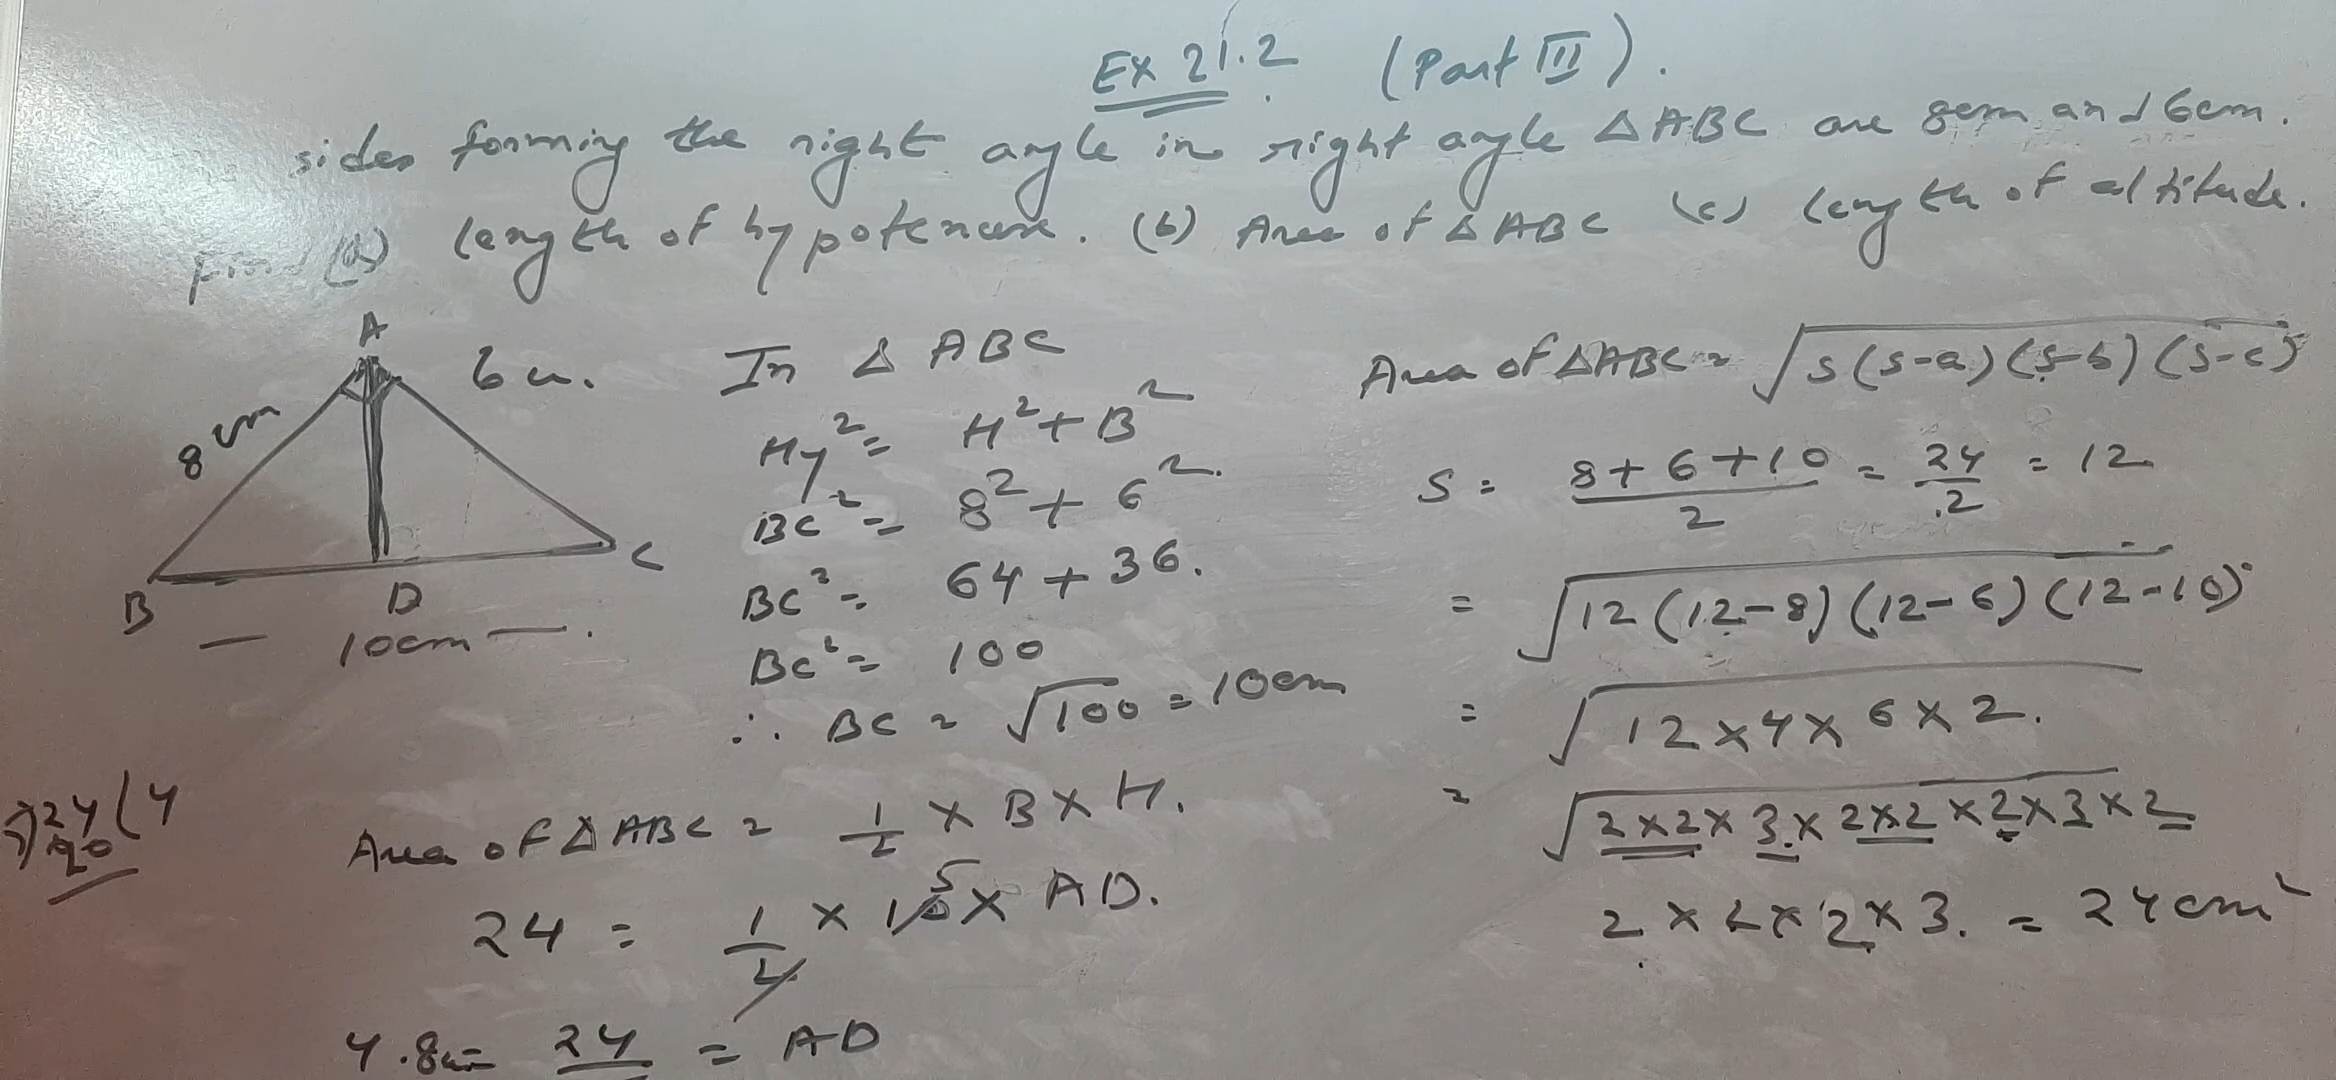 Ex 21.2 (Part III).
sides forming the right angle in right angle △ABC are 8cm and 6cm.
Find (a) length of hypotenuse. (b) Area of △ABC (c) length of altitude.
A
6cm.
8cm
B
D
C
10cm
In △ ABC
Hy² = H² + B²
BC² = 8² + 6².
BC² = 64 + 36.
BC² = 100
∴ BC = √100 = 10cm
Area of △ABC = √s(s-a)(s-b)(s-c)
S = 8+6+10/2 = 24/2 = 12
= √12(12-8)(12-6)(12-10)
= √12×4×6×2.
= √2×2×3×2×2×2×3×2
2×2×2×3. = 24cm²
24(4
20
Area of △ABC = 1/2 × B×H.
24 = 1/2 × 10 5 × AD.
4.8cm = 24 = AD